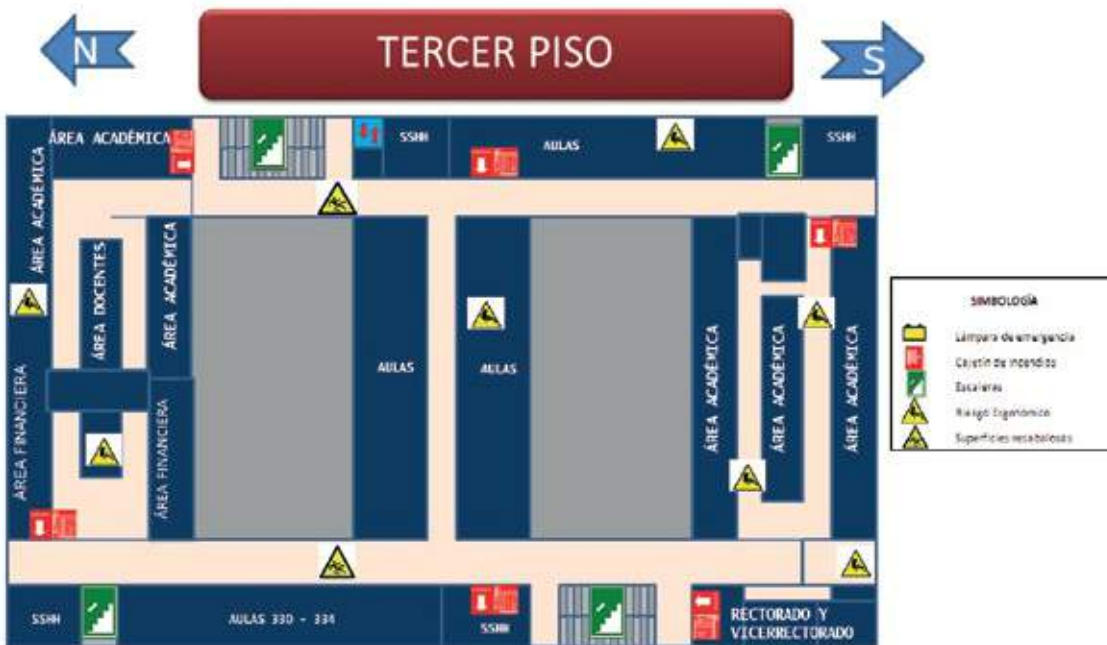 N
TERCER PISO
S
ÁREA ACADÉMICA
SSHH
AULAS
SSHH
ÁREA ACADÉMICA
ÁREA DOCENTES
ÁREA ACADÉMICA
AULAS
AULAS
ÁREA ACADÉMICA
ÁREA ACADÉMICA
ÁREA ACADÉMICA
ÁREA FINANCIERA
ÁREA FINANCIERA
SSHH
AULAS 330 - 334
SSHH
RECTORADO Y
VICERRECTORADO
SIMBOLOGÍA
Lámpara de emergencia
Cajetín de incendios
Escaleras
Riesgo Ergonómico
Superficies resabalosas